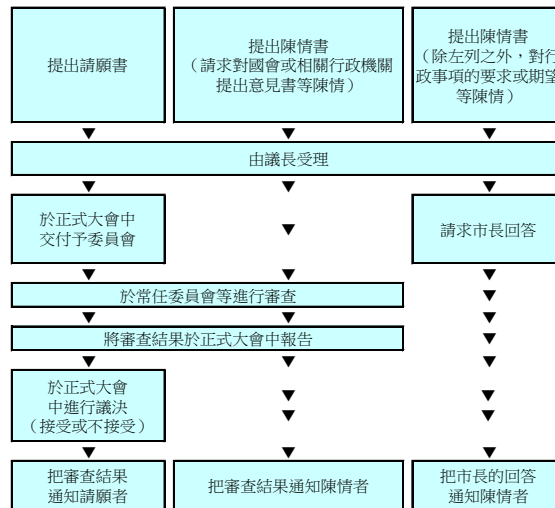 提出請願書
提出陳情書
（請求對國會或相關行政機關
提出意見書等陳情）
提出陳情書
（除左列之外，對行
政事項的要求或期望
等陳情）
由議長受理
於正式大會中
交付予委員會
請求市長回答
於常任委員會等進行審查
將審查結果於正式大會中報告
於正式大會
中進行議決
（接受或不接受）
把審查結果
通知請願者
把審查結果通知陳情者
把市長的回答
通知陳情者